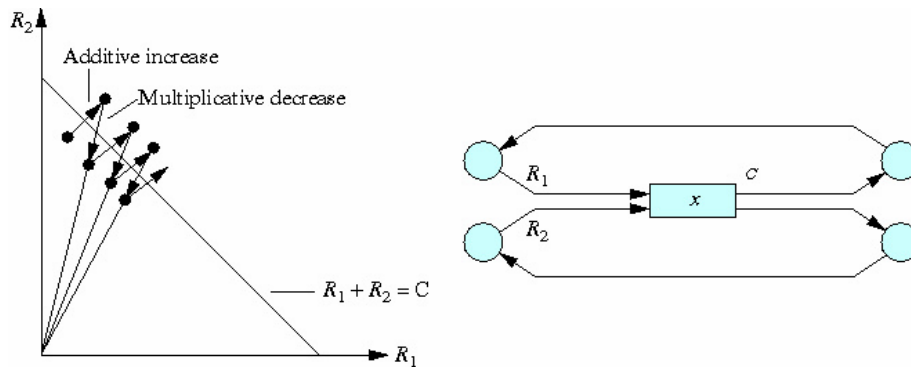 R2
Additive increase
Multiplicative decrease
R1 + R2 = C
R1
R1
C
x
R2